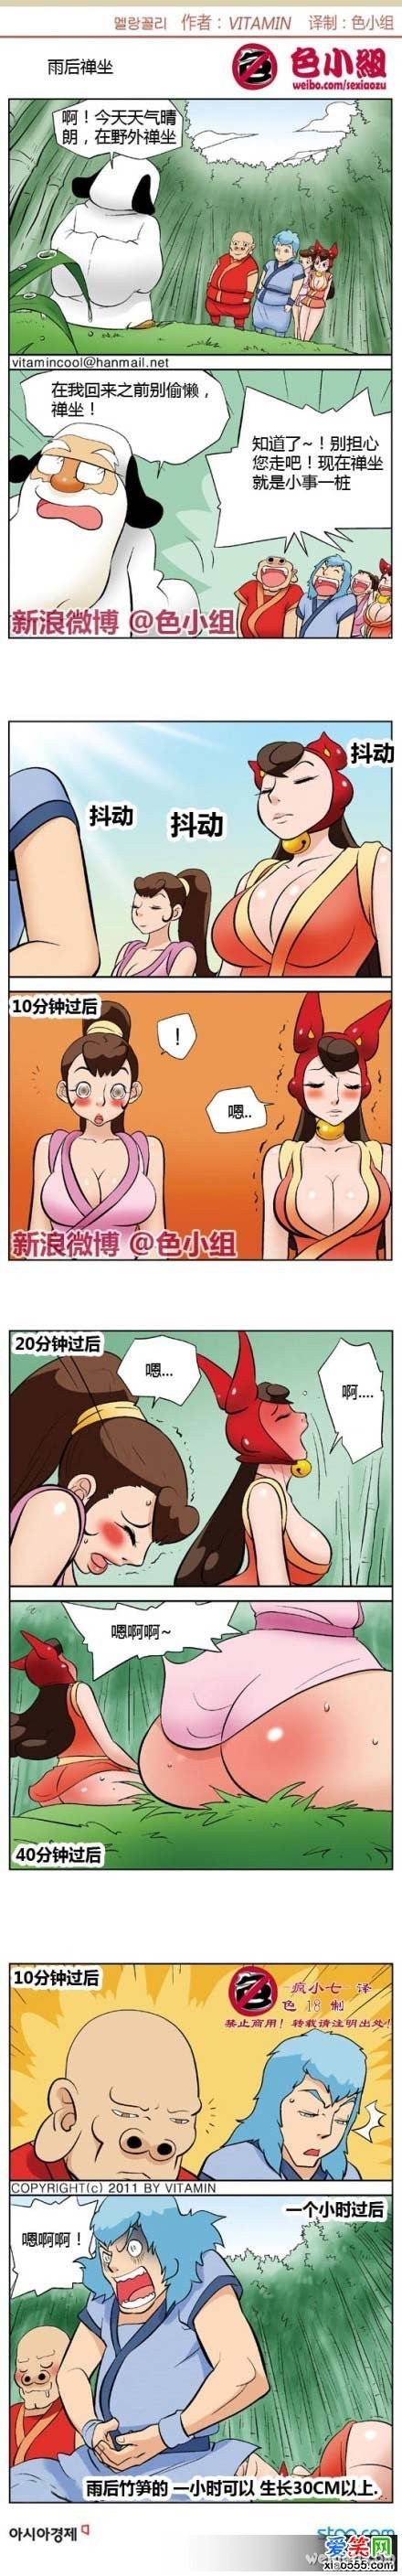 멜랑꼴리 作者：VITAMIN 译制：色小组
雨后禅坐
色小組
weibo.com/sexiaozu
啊！今天天气晴
朗，在野外禅坐
vitamincool@hanmail.net
在我回来之前别偷懒，
禅坐！
知道了~！别担心
您走吧！现在禅坐
就是小事一桩
新浪微博 @色小组
抖动
抖动
抖动
10分钟过后
！
嗯..
新浪微博 @色小组
20分钟过后
嗯...
啊....
嗯啊啊~
40分钟过后
10分钟过后
疯小七 译
色 18 制
禁止商用！转载请注明出处!
COPYRIGHT(c) 2011 BY VITAMIN
一个小时过后
嗯啊啊！
雨后竹笋的 一小时可以 生长30CM以上.
아시아경제
爱笑网
xiao555.com